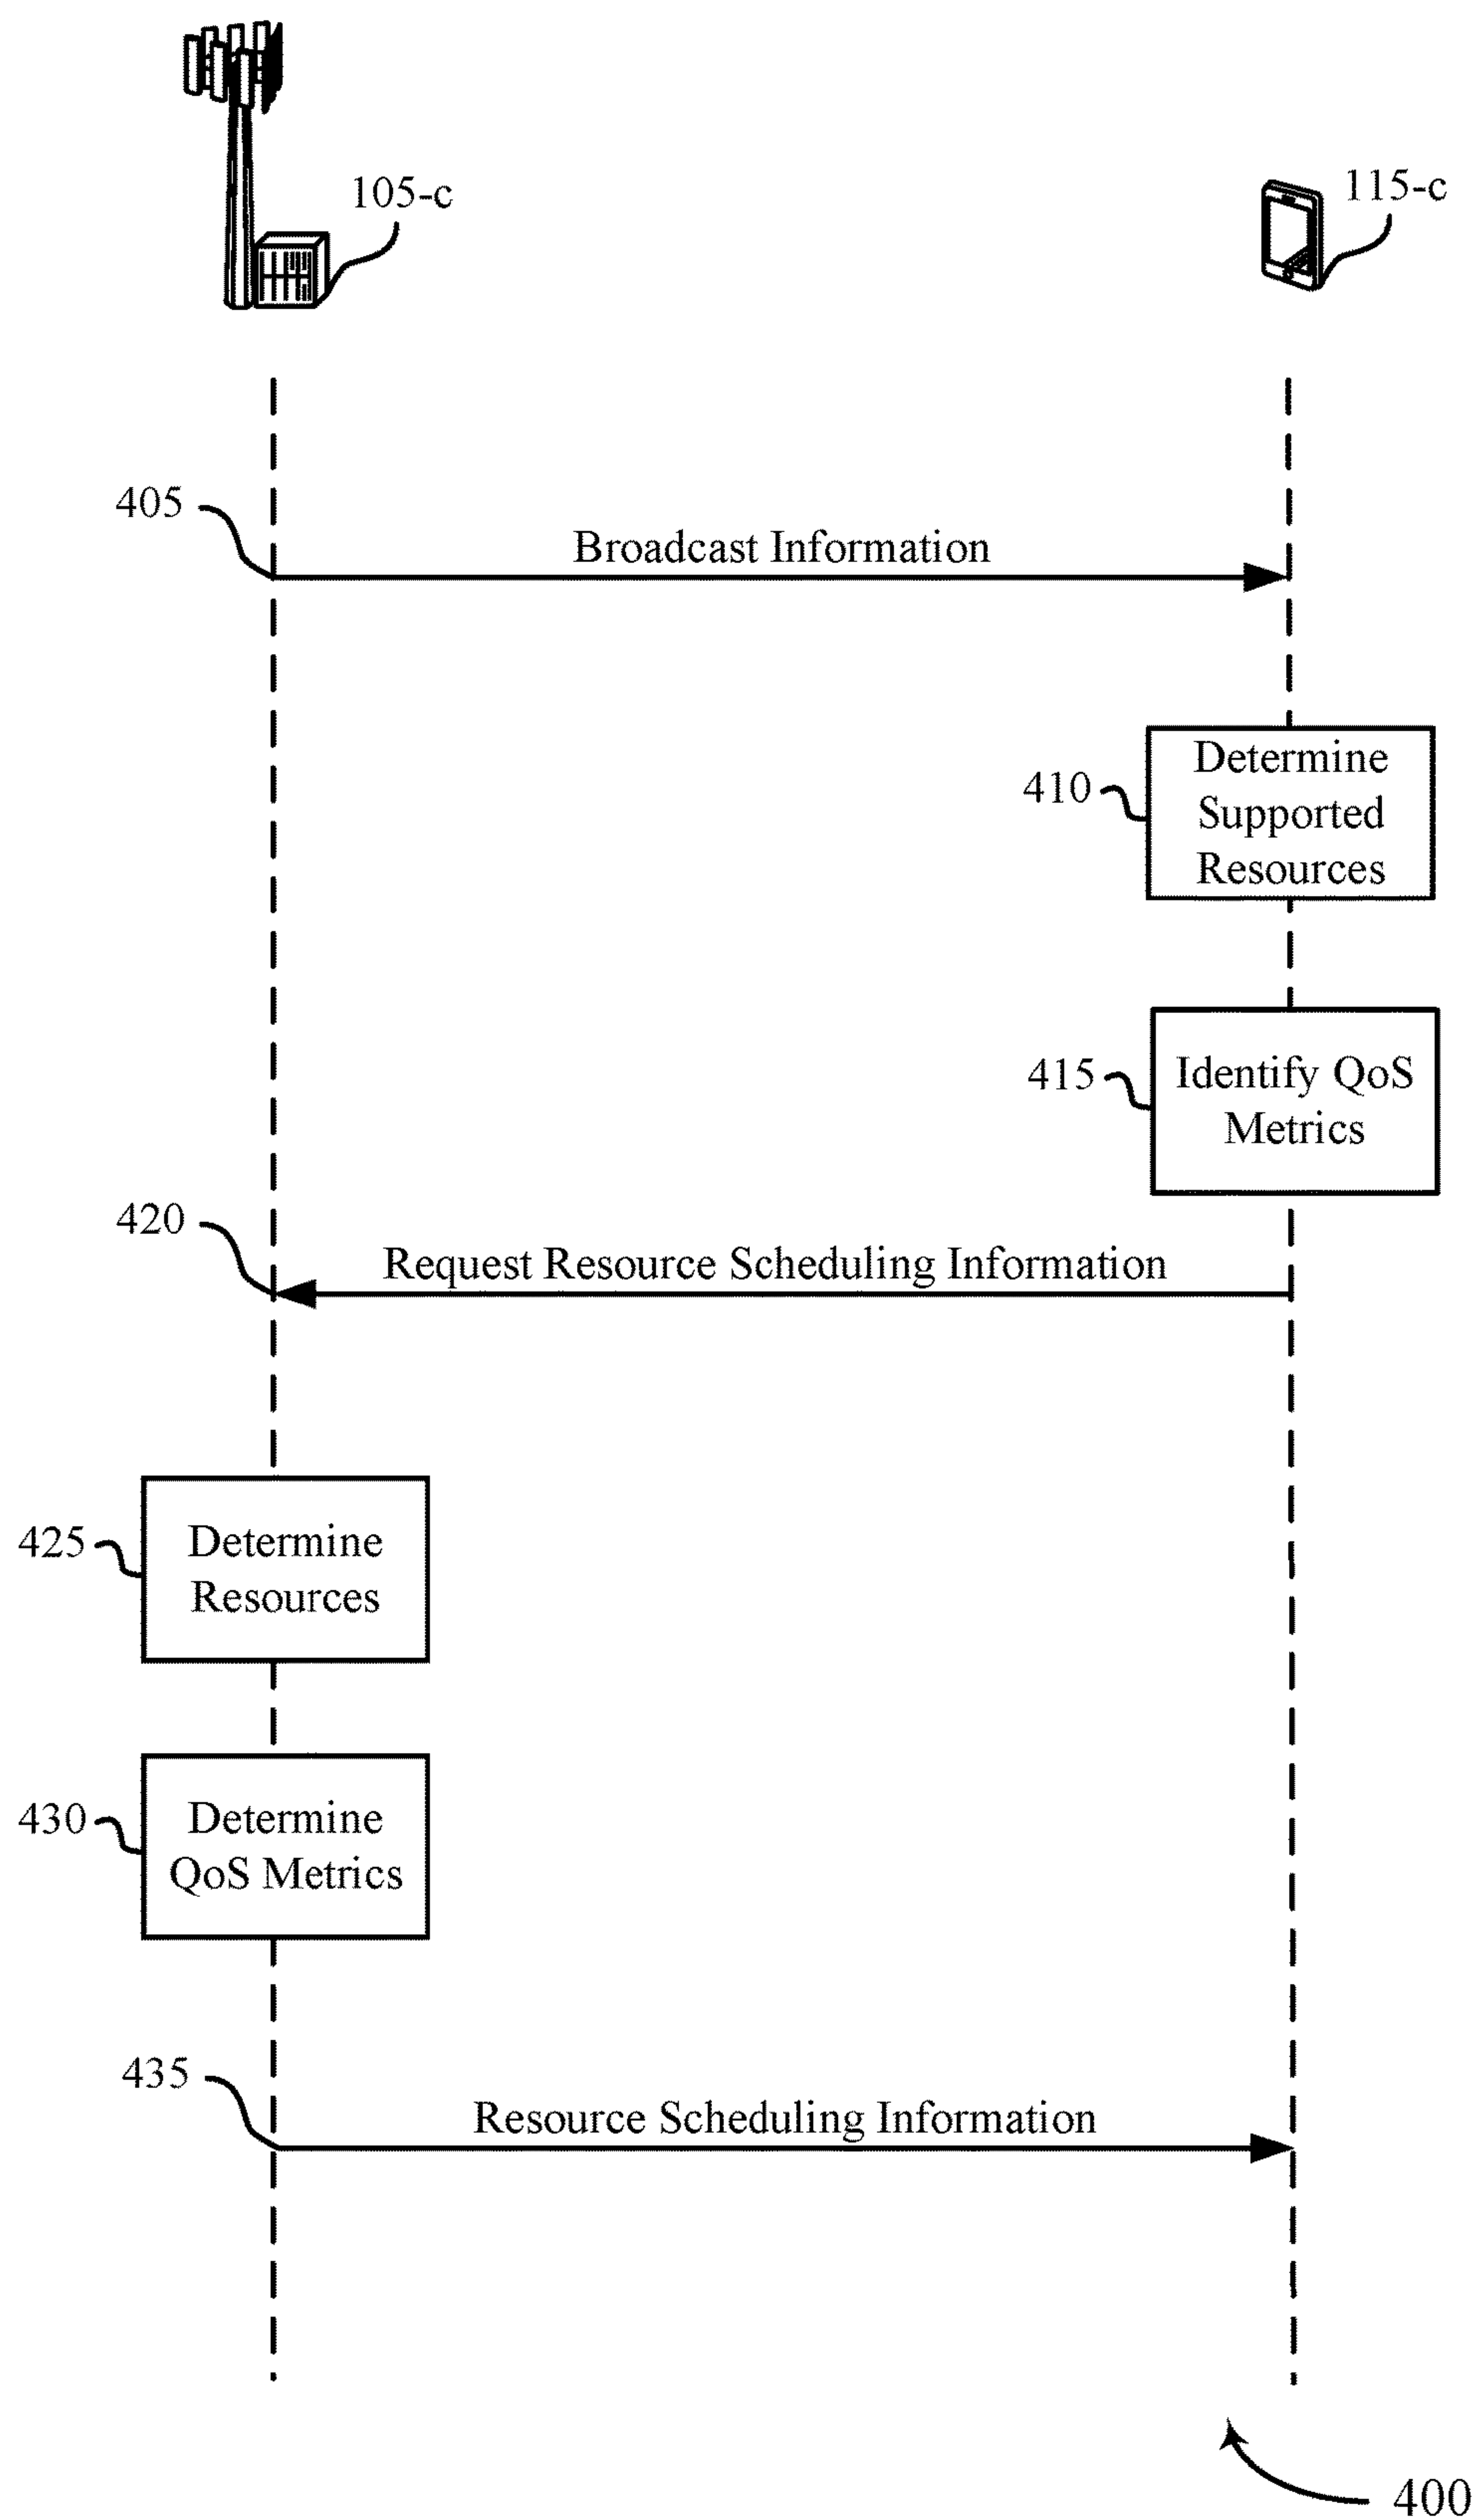 105-c
115-c
405
Broadcast Information
410
Determine
Supported
Resources
415
Identify QoS
Metrics
420
Request Resource Scheduling Information
425
Determine
Resources
430
Determine
QoS Metrics
435
Resource Scheduling Information
400